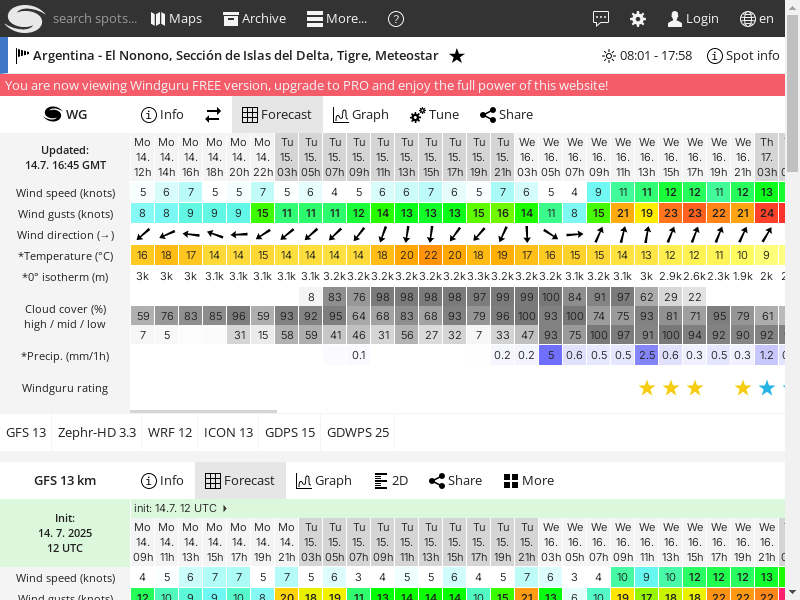 search spots... Maps Archive More... ? Login en
Argentina - El Nonono, Sección de Islas del Delta, Tigre, Meteostar ★ 08:01 - 17:58 Spot info
You are now viewing Windguru FREE version, upgrade to PRO and enjoy the full power of this website!
WG Info Forecast Graph Tune Share
Updated:
14.7. 16:45 GMT
Mo Mo Mo Mo Mo Mo Tu Tu Tu Tu Tu Tu Tu Tu Tu We We We We We We We We We We We Th
14. 14. 14. 14. 14. 14. 15. 15. 15. 15. 15. 15. 15. 15. 15. 16. 16. 16. 16. 16. 16. 16. 16. 16. 16. 16. 17.
12h 14h 16h 18h 20h 22h 03h 05h 07h 09h 11h 13h 15h 17h 19h 21h 03h 05h 07h 09h 11h 13h 15h 17h 19h 21h 03h
Wind speed (knots) 5 6 7 5 5 7 5 6 4 5 6 6 7 6 5 7 6 5 4 9 11 11 12 12 11 12 13
Wind gusts (knots) 8 8 9 9 9 15 11 11 11 12 14 13 13 13 15 16 14 11 8 15 21 19 23 23 22 21 24
Wind direction (→)
*Temperature (°C) 16 18 17 14 14 15 14 14 14 14 18 20 22 20 18 19 17 16 15 15 14 13 12 12 11 10 9
*0° isotherm (m) 3k 3k 3k 3.1k 3.1k 3.1k 3.1k 3.1k 3.2k 3.2k 3.2k 3.2k 3.2k 3.2k 3.3k 3.3k 3.2k 3.2k 3.1k 3.2k 3.1k 3k 2.9k 2.6k 2.3k 1.9k 2k
Cloud cover (%)
high / mid / low
8 83 76 98 98 98 98 97 99 99 100 84 91 97 62 29 22
59 76 83 85 96 59 93 92 95 64 68 83 68 93 79 96 100 93 100 74 75 93 81 71 95 79 61
7 5 31 15 58 59 41 46 31 56 27 32 7 33 47 93 75 100 97 91 100 94 92 90 92
*Precip. (mm/1h) 0.1 0.2 0.2 5 0.6 0.5 0.5 2.5 0.6 0.3 0.5 0.3 1.2
Windguru rating ★ ★ ★ ★ ★
GFS 13 Zephr-HD 3.3 WRF 12 ICON 13 GDPS 15 GDWPS 25
GFS 13 km Info Forecast Graph 2D Share More
Init:
14. 7. 2025
12 UTC
init: 14.7. 12 UTC
Mo Mo Mo Mo Mo Mo Mo Tu Tu Tu Tu Tu Tu Tu Tu Tu Tu We We We We We We We We We We
14. 14. 14. 14. 14. 14. 14. 15. 15. 15. 15. 15. 15. 15. 15. 15. 15. 16. 16. 16. 16. 16. 16. 16. 16. 16. 16.
09h 11h 13h 15h 17h 19h 21h 03h 05h 07h 09h 11h 13h 15h 17h 19h 21h 03h 05h 07h 09h 11h 13h 15h 17h 19h 21h
Wind speed (knots) 4 5 6 7 7 5 7 5 6 3 4 5 5 6 4 5 7 6 3 4 10 9 10 12 12 12 13
Wind gusts (knots) 12 10 9 9 10 8 20 18 19 11 13 14 14 14 10 15 21 13 6 10 19 17 18 18 22 22 22